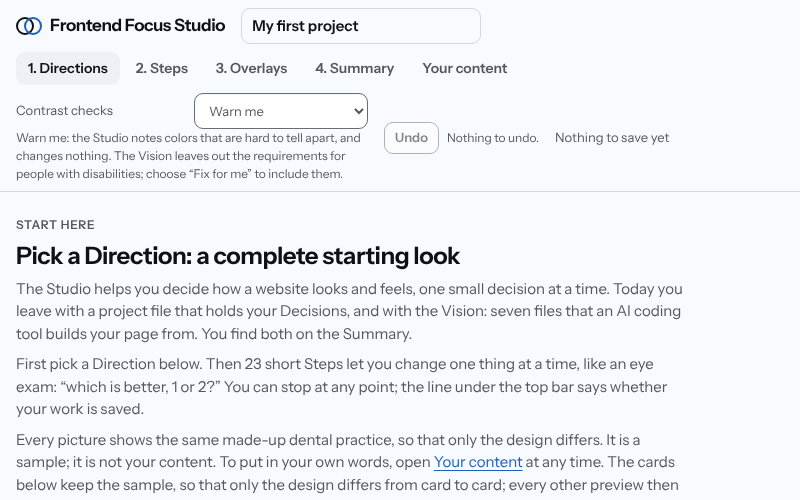 Frontend Focus Studio
My first project
1. Directions
2. Steps
3. Overlays
4. Summary
Your content
Contrast checks
Warn me
Warn me: the Studio notes colors that are hard to tell apart, and
changes nothing. The Vision leaves out the requirements for
people with disabilities; choose “Fix for me” to include them.
Undo
Nothing to undo.
Nothing to save yet
START HERE
Pick a Direction: a complete starting look
The Studio helps you decide how a website looks and feels, one small decision at a time. Today you
leave with a project file that holds your Decisions, and with the Vision: seven files that an AI coding
tool builds your page from. You find both on the Summary.
First pick a Direction below. Then 23 short Steps let you change one thing at a time, like an eye
exam: “which is better, 1 or 2?” You can stop at any point; the line under the top bar says whether
your work is saved.
Every picture shows the same made-up dental practice, so that only the design differs. It is a
sample; it is not your content. To put in your own words, open Your content at any time. The cards
below keep the sample, so that only the design differs from card to card; every other preview then